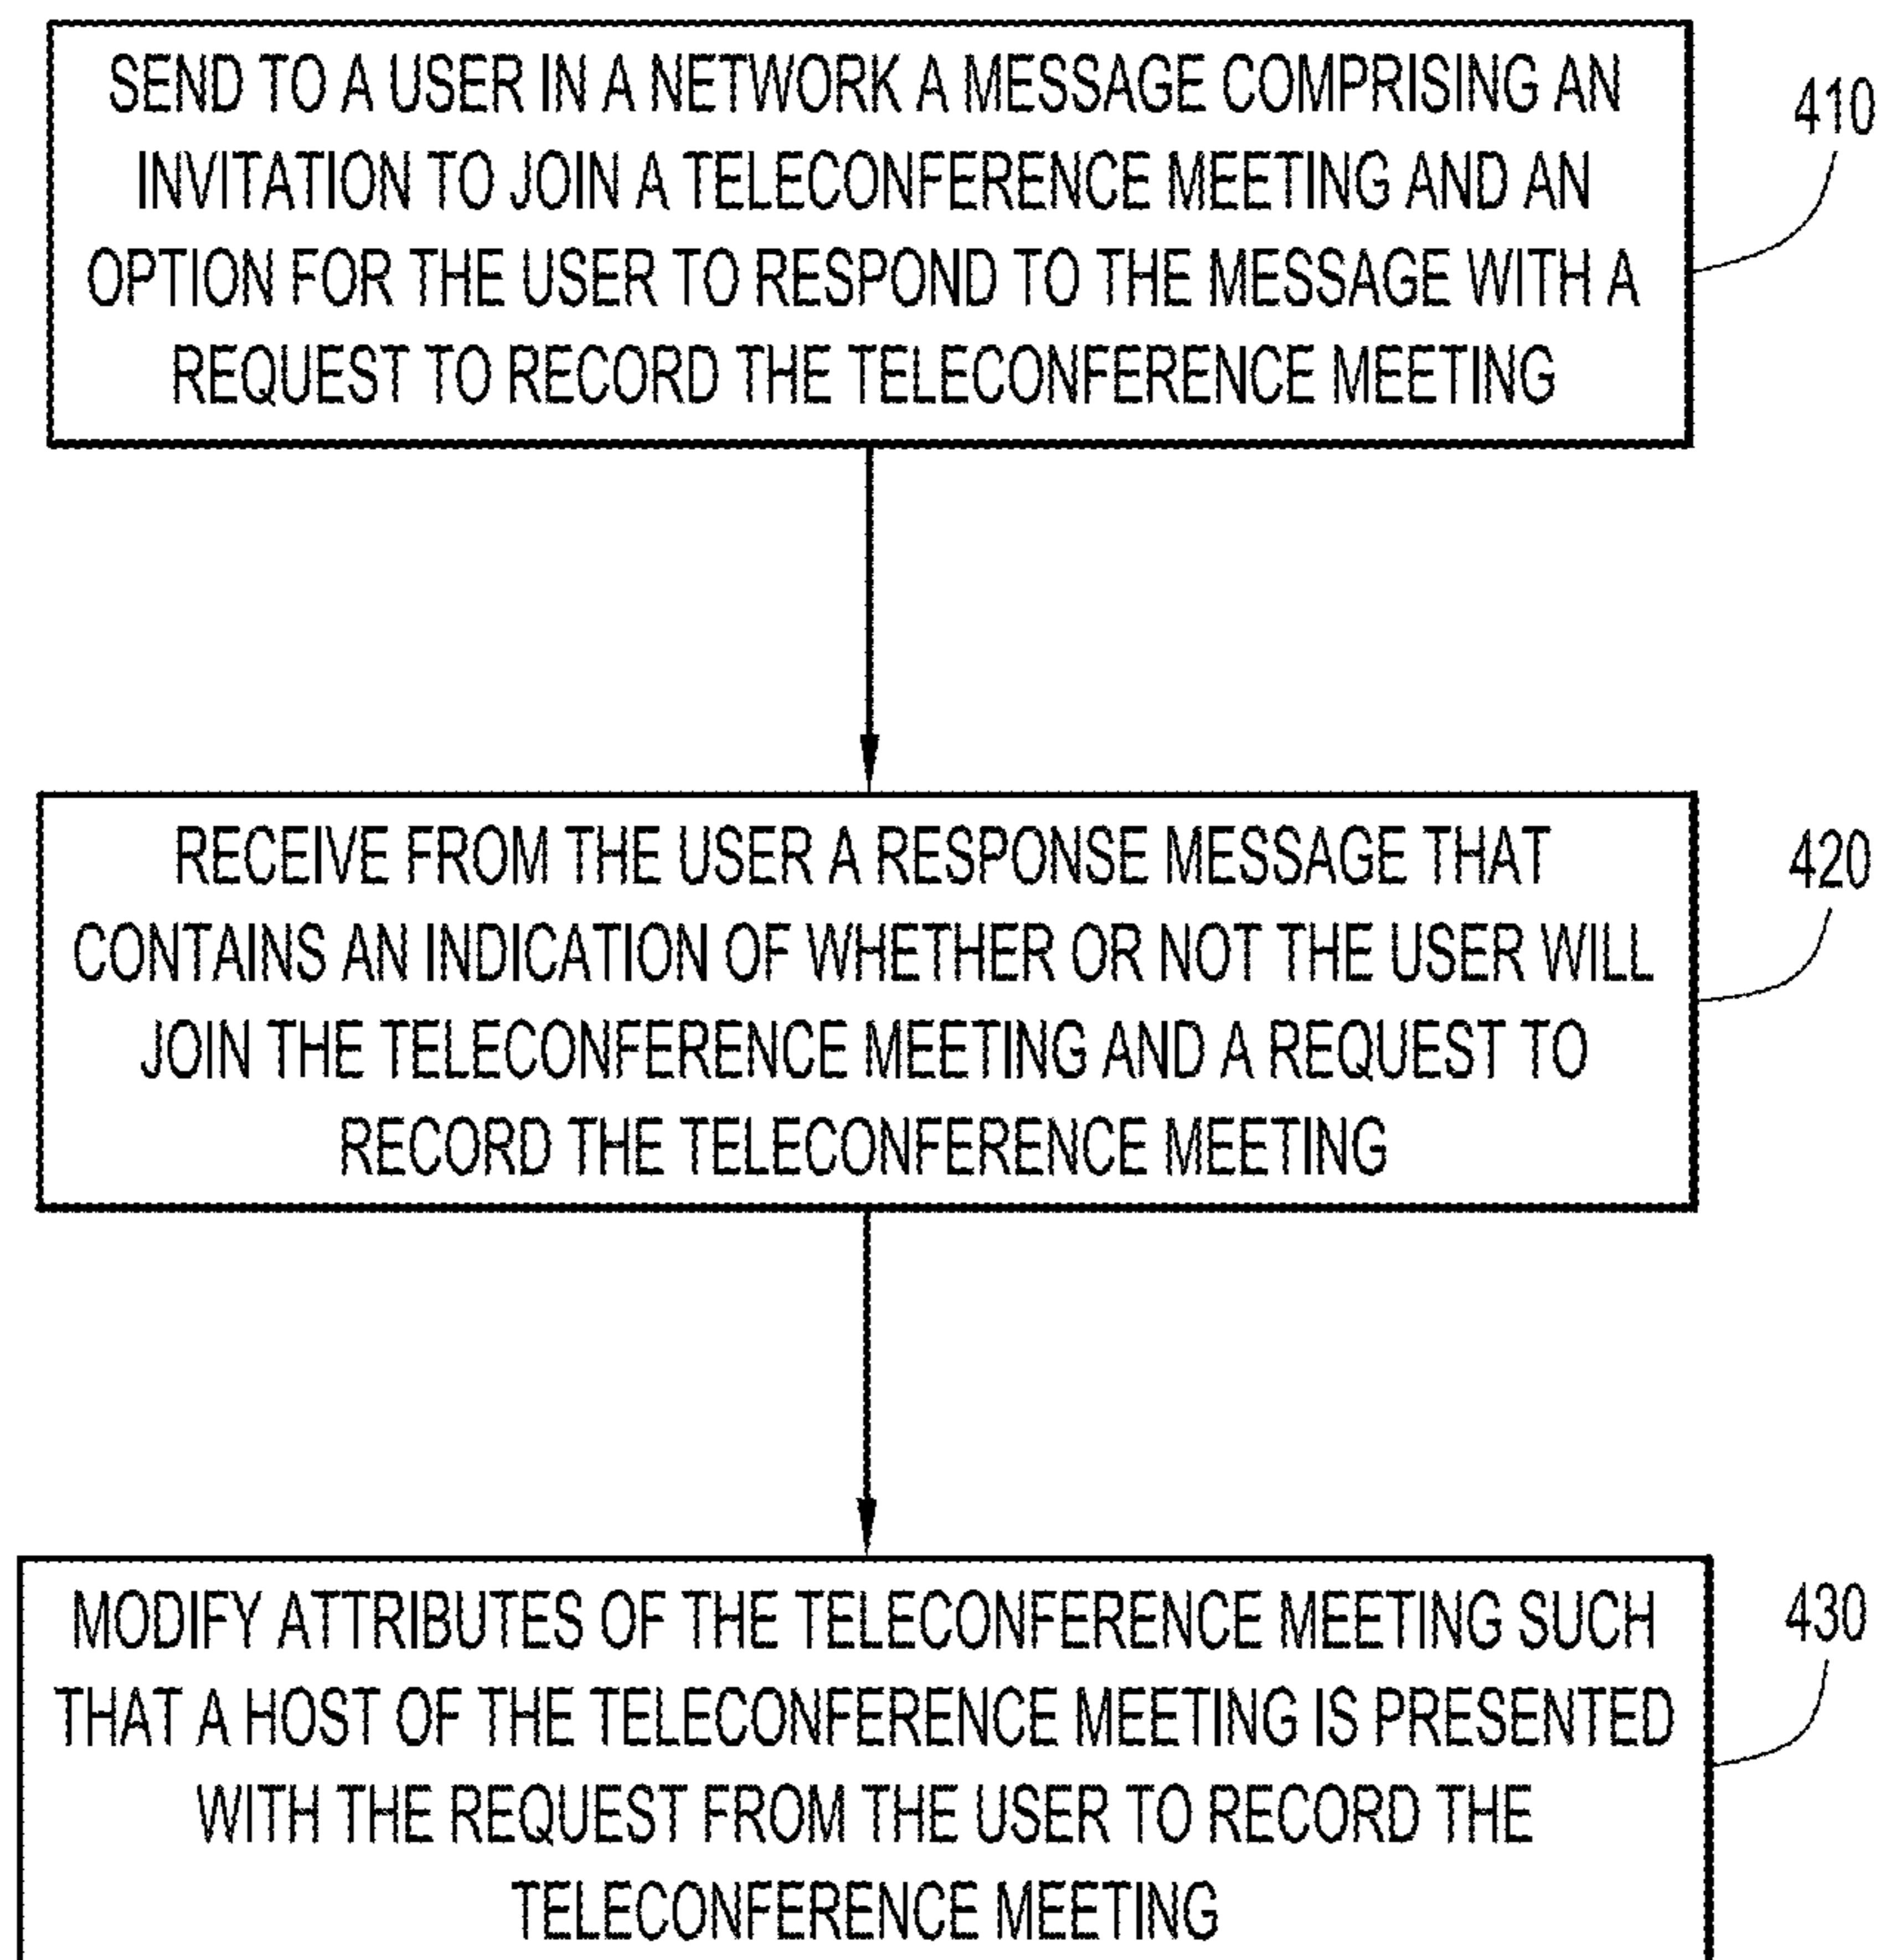 SEND TO A USER IN A NETWORK A MESSAGE COMPRISING AN
INVITATION TO JOIN A TELECONFERENCE MEETING AND AN
OPTION FOR THE USER TO RESPOND TO THE MESSAGE WITH A
REQUEST TO RECORD THE TELECONFERENCE MEETING
410
RECEIVE FROM THE USER A RESPONSE MESSAGE THAT
CONTAINS AN INDICATION OF WHETHER OR NOT THE USER WILL
JOIN THE TELECONFERENCE MEETING AND A REQUEST TO
RECORD THE TELECONFERENCE MEETING
420
MODIFY ATTRIBUTES OF THE TELECONFERENCE MEETING SUCH
THAT A HOST OF THE TELECONFERENCE MEETING IS PRESENTED
WITH THE REQUEST FROM THE USER TO RECORD THE
TELECONFERENCE MEETING
430